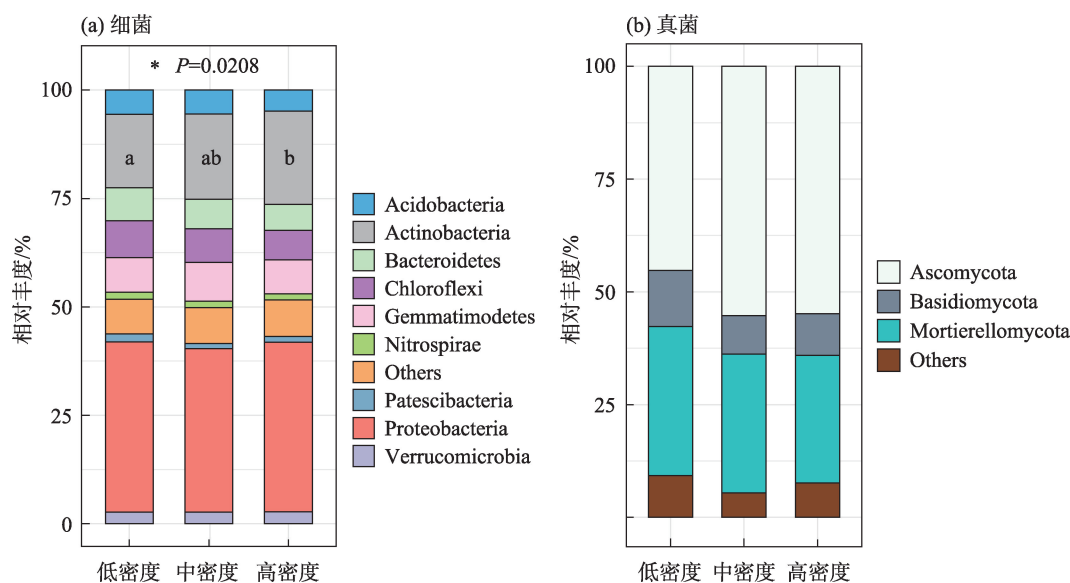 (a) 细菌
* P=0.0208
100
75
50
25
0
相对丰度/%
a
ab
b
低密度
中密度
高密度
Acidobacteria
Actinobacteria
Bacteroidetes
Chloroflexi
Gemmatimodetes
Nitrospirae
Others
Patescibacteria
Proteobacteria
Verrucomicrobia
(b) 真菌
100
75
50
25
相对丰度/%
低密度
中密度
高密度
Ascomycota
Basidiomycota
Mortierellomycota
Others